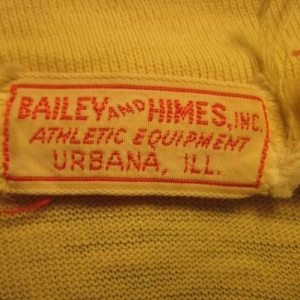 BAILEY AND HIMES, INC.
ATHLETIC EQUIPMENT
URBANA, ILL.